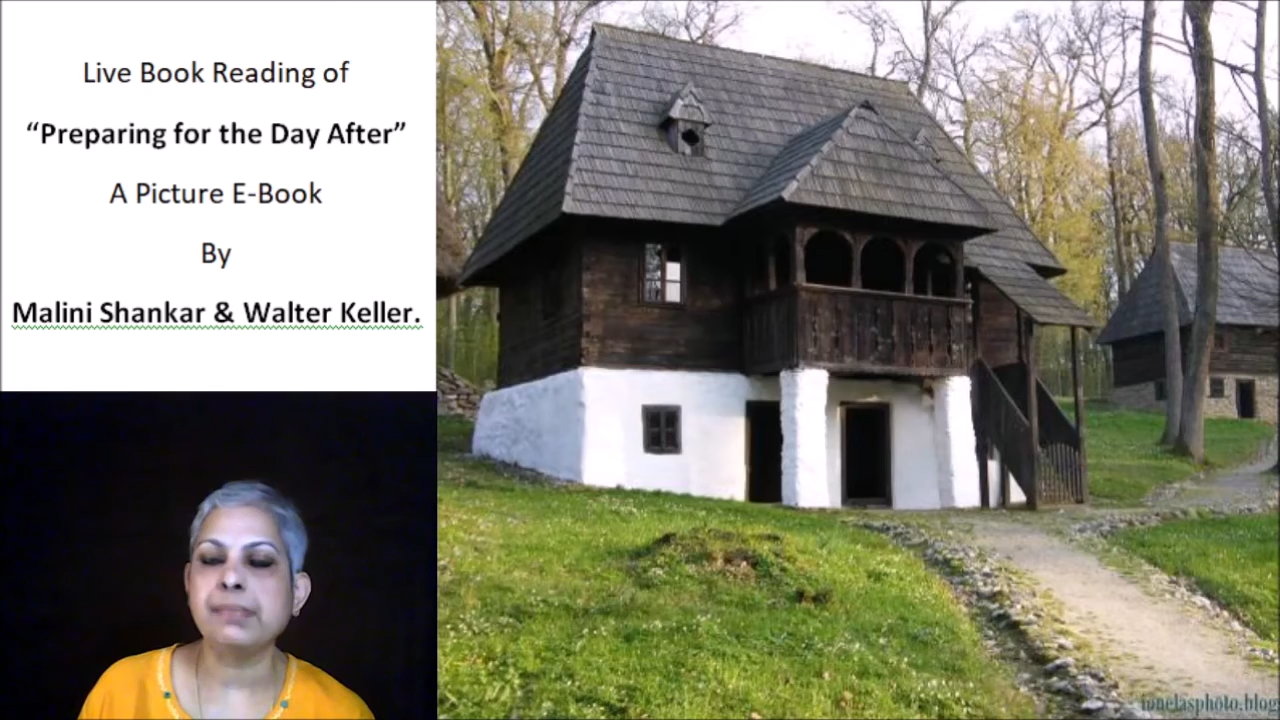 Live Book Reading of
“Preparing for the Day After”
A Picture E-Book
By
Malini Shankar & Walter Keller.
ionelasphoto.blog